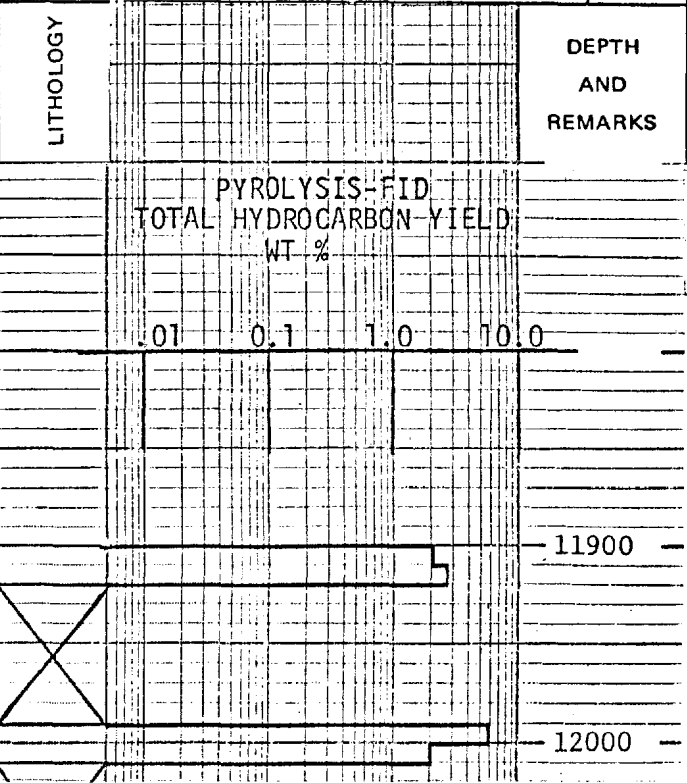 LITHOLOGY
DEPTH
AND
REMARKS
PYROLYSIS-FID
TOTAL HYDROCARBON YIELD
WT %
.01 0.1 1.0 10.0
11900
12000